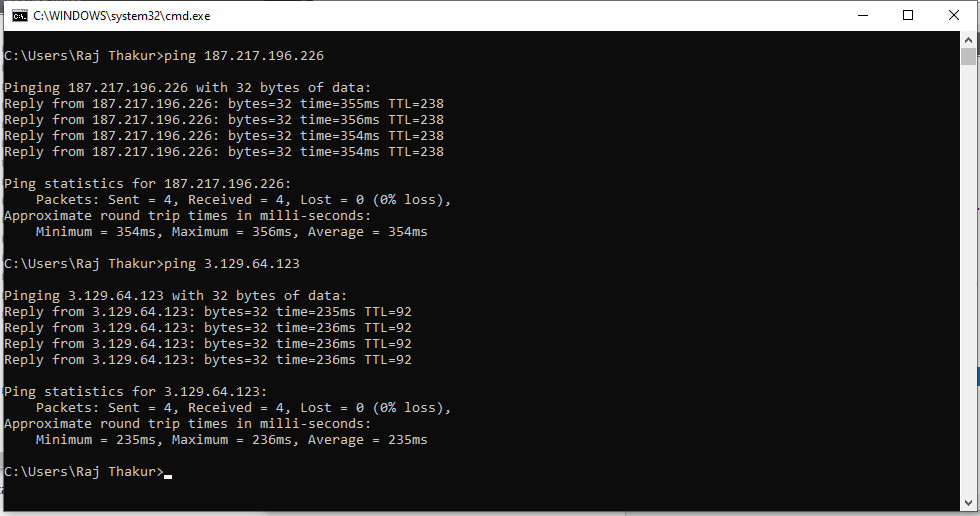 C:\WINDOWS\system32\cmd.exe
C:\Users\Raj Thakur>ping 187.217.196.226
Pinging 187.217.196.226 with 32 bytes of data:
Reply from 187.217.196.226: bytes=32 time=355ms TTL=238
Reply from 187.217.196.226: bytes=32 time=356ms TTL=238
Reply from 187.217.196.226: bytes=32 time=354ms TTL=238
Reply from 187.217.196.226: bytes=32 time=354ms TTL=238
Ping statistics for 187.217.196.226:
    Packets: Sent = 4, Received = 4, Lost = 0 (0% loss),
Approximate round trip times in milli-seconds:
    Minimum = 354ms, Maximum = 356ms, Average = 354ms
C:\Users\Raj Thakur>ping 3.129.64.123
Pinging 3.129.64.123 with 32 bytes of data:
Reply from 3.129.64.123: bytes=32 time=235ms TTL=92
Reply from 3.129.64.123: bytes=32 time=236ms TTL=92
Reply from 3.129.64.123: bytes=32 time=236ms TTL=92
Reply from 3.129.64.123: bytes=32 time=236ms TTL=92
Ping statistics for 3.129.64.123:
    Packets: Sent = 4, Received = 4, Lost = 0 (0% loss),
Approximate round trip times in milli-seconds:
    Minimum = 235ms, Maximum = 236ms, Average = 235ms
C:\Users\Raj Thakur>